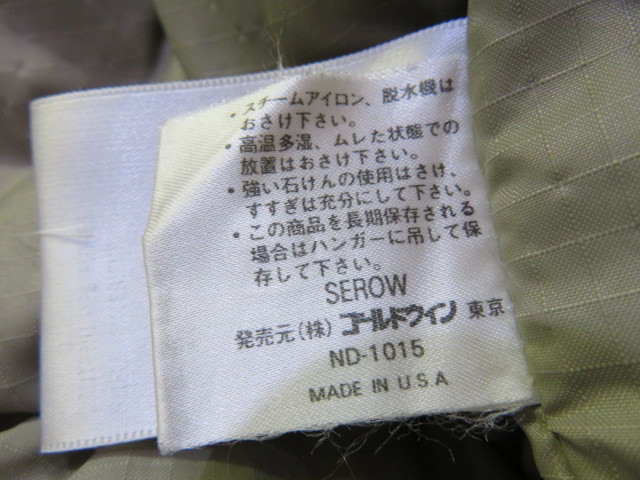 ・スチームアイロン、脱水機は
おさけ下さい。
・高温多湿、ムレた状態での
放置はおさけ下さい。
・強い石けんの使用はさけ、
すすぎは充分にして下さい。
・この商品を長期保存される
場合はハンガーに吊して保
存して下さい。
SEROW
発売元(株)ゴールドウイン 東京
ND-1015
MADE IN U.S.A